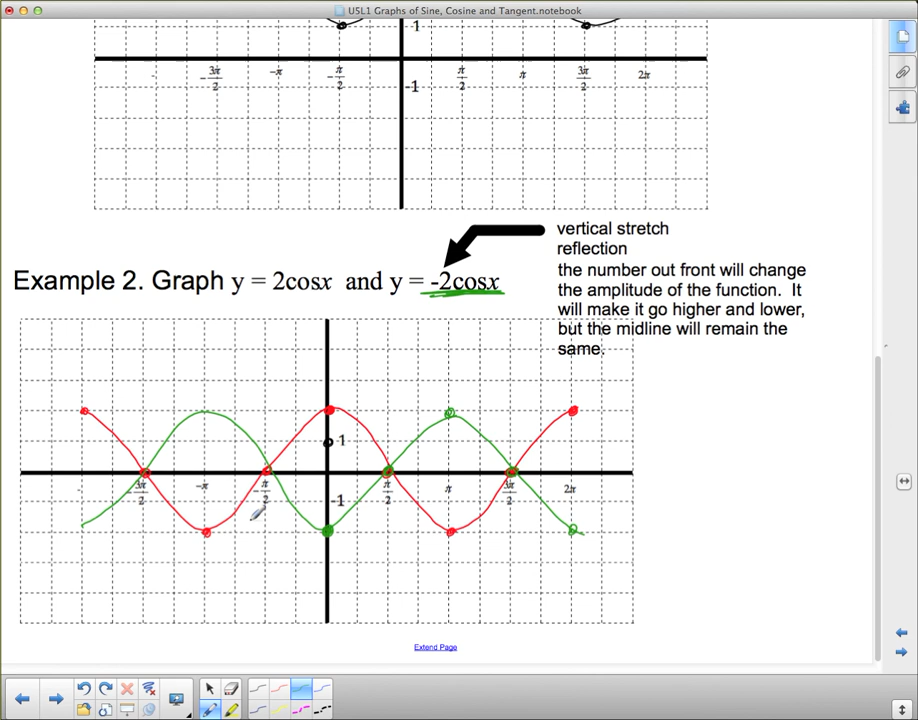 USL1 Graphs of Sine, Cosine and Tangent.notebook
1
-3π/2 -π -π/2 π/2 π 3π/2 2π
-1
vertical stretch
reflection
the number out front will change
the amplitude of the function. It
will make it go higher and lower,
but the midline will remain the
same.
Example 2. Graph y = 2cosx and y = -2cosx
1
-3π/2 -π -π/2 π/2 π 3π/2 2π
-1
Extend Page